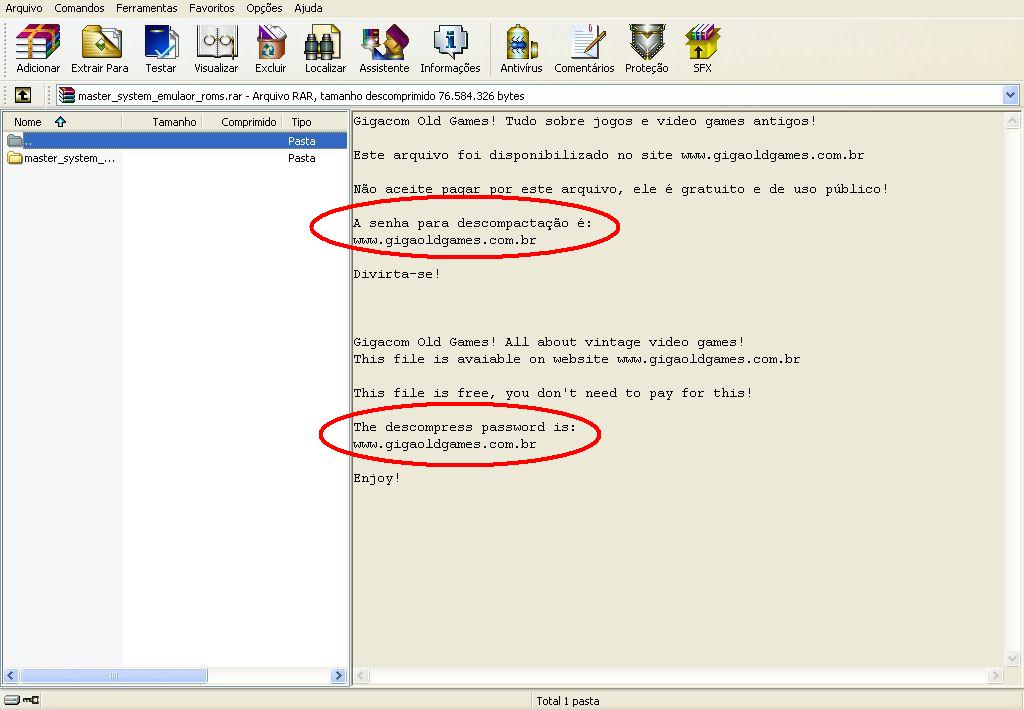 Arquivo Comandos Ferramentas Favoritos Opções Ajuda
Adicionar Extrair Para Testar Visualizar Excluir Localizar Assistente Informações Antivírus Comentários Proteção SFX
master_system_emulaor_roms.rar - Arquivo RAR, tamanho descomprimido 76.584.326 bytes
Nome Tamanho Comprimido Tipo
.. Pasta
master_system_... Pasta
Gigacom Old Games! Tudo sobre jogos e video games antigos!
Este arquivo foi disponibilizado no site www.gigaoldgames.com.br
Não aceite pagar por este arquivo, ele é gratuito e de uso público!
A senha para descompactação é:
www.gigaoldgames.com.br
Divirta-se!
Gigacom Old Games! All about vintage video games!
This file is avaiable on website www.gigaoldgames.com.br
This file is free, you don't need to pay for this!
The descompress password is:
www.gigaoldgames.com.br
Enjoy!
Total 1 pasta